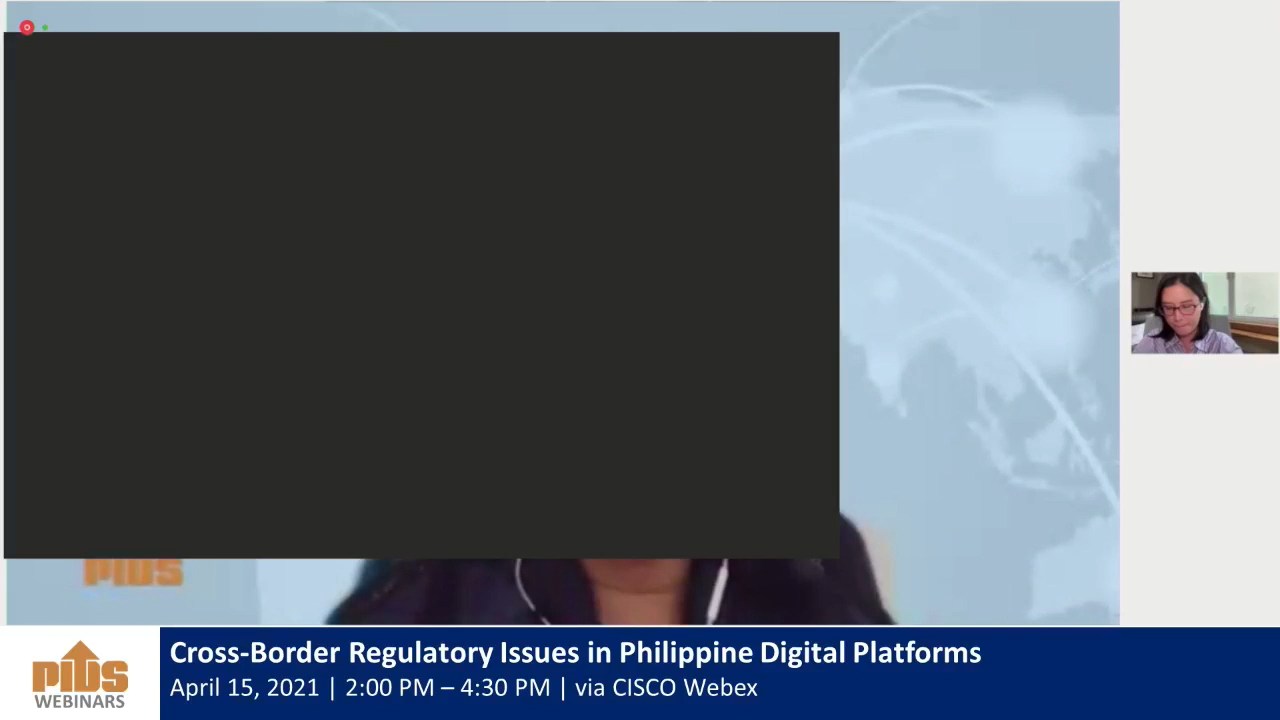 PIDS
Cross-Border Regulatory Issues in Philippine Digital Platforms
April 15, 2021 | 2:00 PM – 4:30 PM | via CISCO Webex
PIDS
WEBINARS